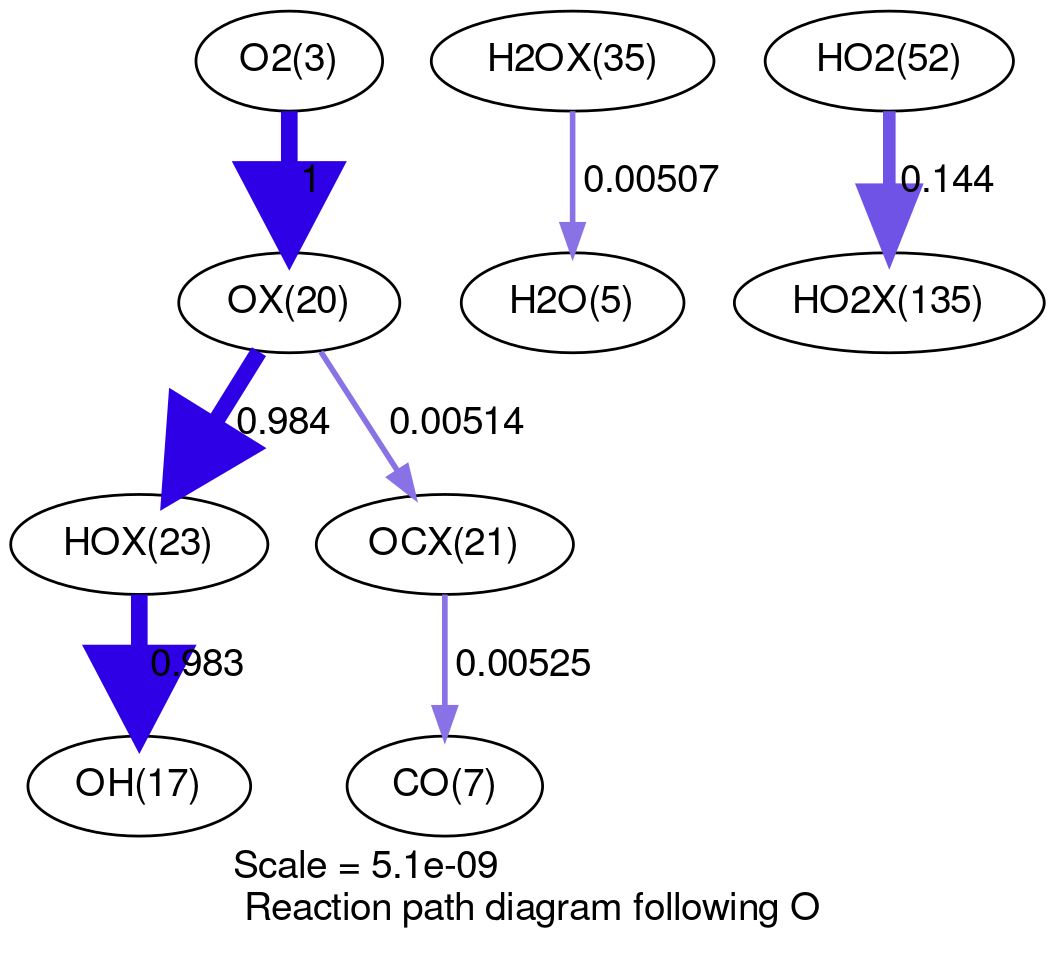 O2(3)
H2OX(35)
HO2(52)
1
0.00507
0.144
OX(20)
H2O(5)
HO2X(135)
0.984
0.00514
HOX(23)
OCX(21)
0.983
0.00525
OH(17)
CO(7)
Scale = 5.1e-09
Reaction path diagram following O